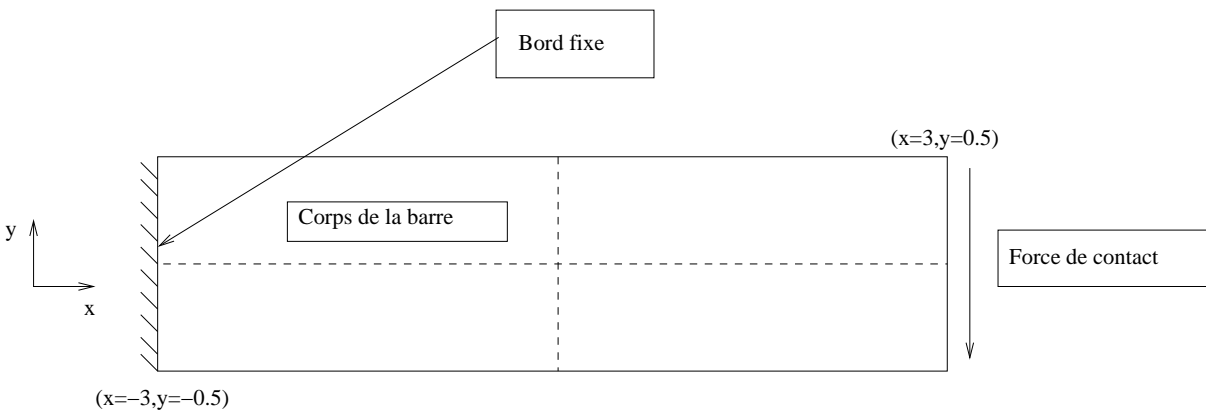 Bord fixe
(x=3,y=0.5)
Corps de la barre
y
Force de contact
x
(x=−3,y=−0.5)